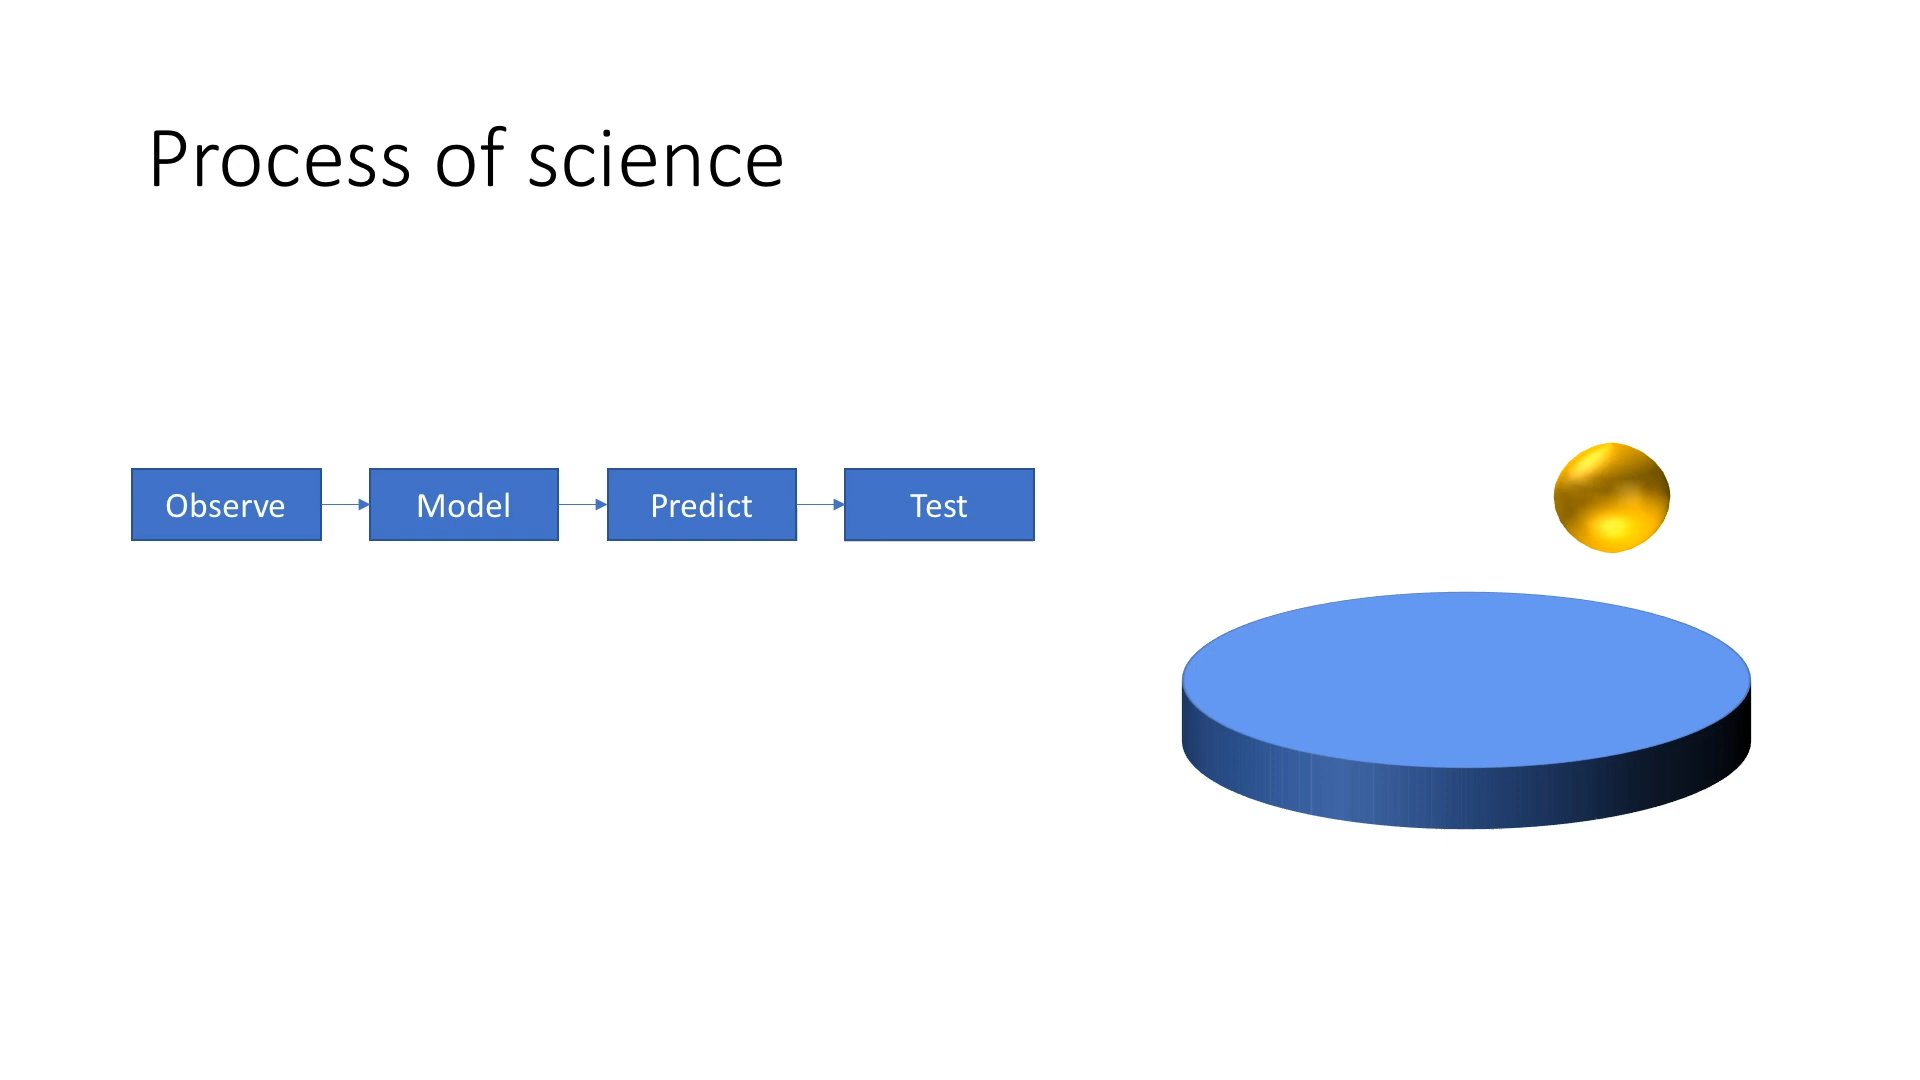 Process of science
Observe
Model
Predict
Test